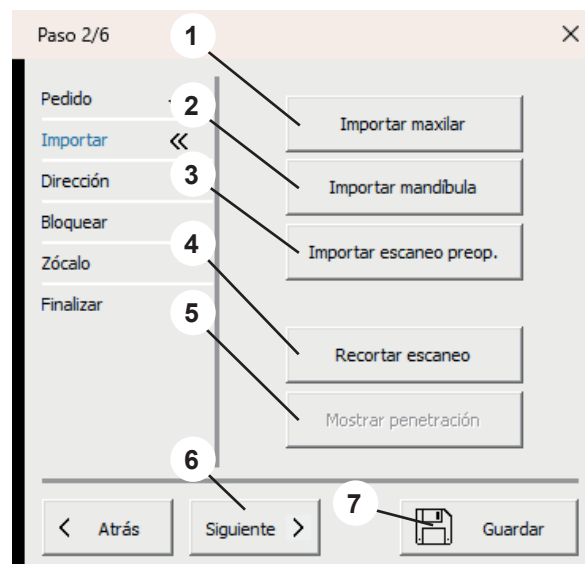 Paso 2/6
1
Pedido
2
Importar maxilar
Importar
Importar mandíbula
Dirección
3
Importar escaneo preop.
Bloquear
4
Zócalo
Finalizar
5
Recortar escaneo
Mostrar penetración
6
7
Atrás
Siguiente
Guardar